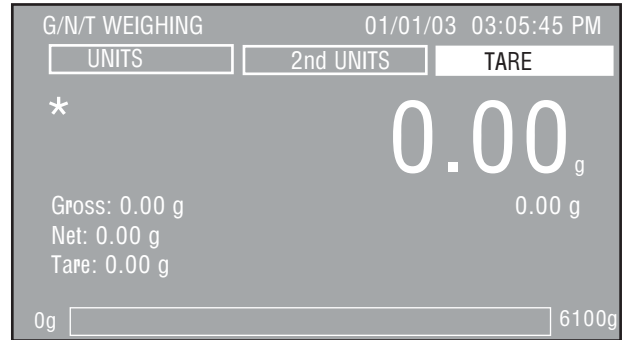 G/N/T WEIGHING 01/01/03 03:05:45 PM
UNITS 2nd UNITS TARE
* 0.00 g
Gross: 0.00 g 0.00 g
Net: 0.00 g
Tare: 0.00 g
0g 6100g